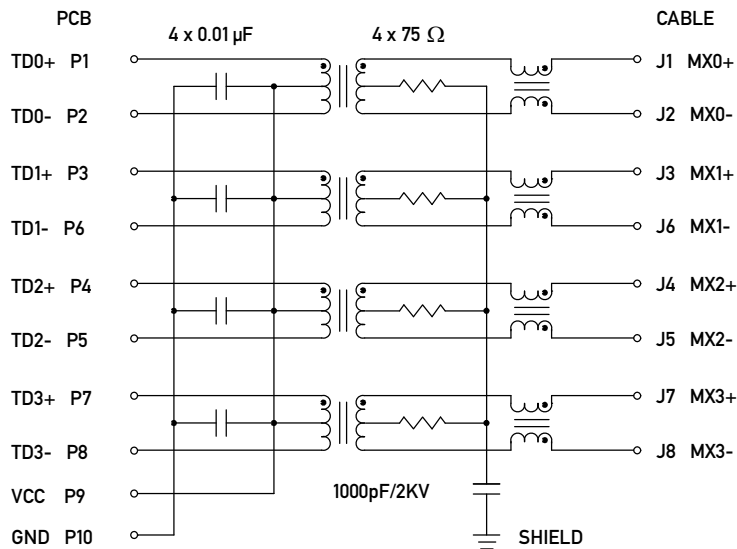 PCB
CABLE
4 x 0.01 µF
4 x 75 Ω
TD0+ P1
J1 MX0+
TD0- P2
J2 MX0-
TD1+ P3
J3 MX1+
TD1- P6
J6 MX1-
TD2+ P4
J4 MX2+
TD2- P5
J5 MX2-
TD3+ P7
J7 MX3+
TD3- P8
J8 MX3-
VCC P9
1000pF/2KV
GND P10
SHIELD